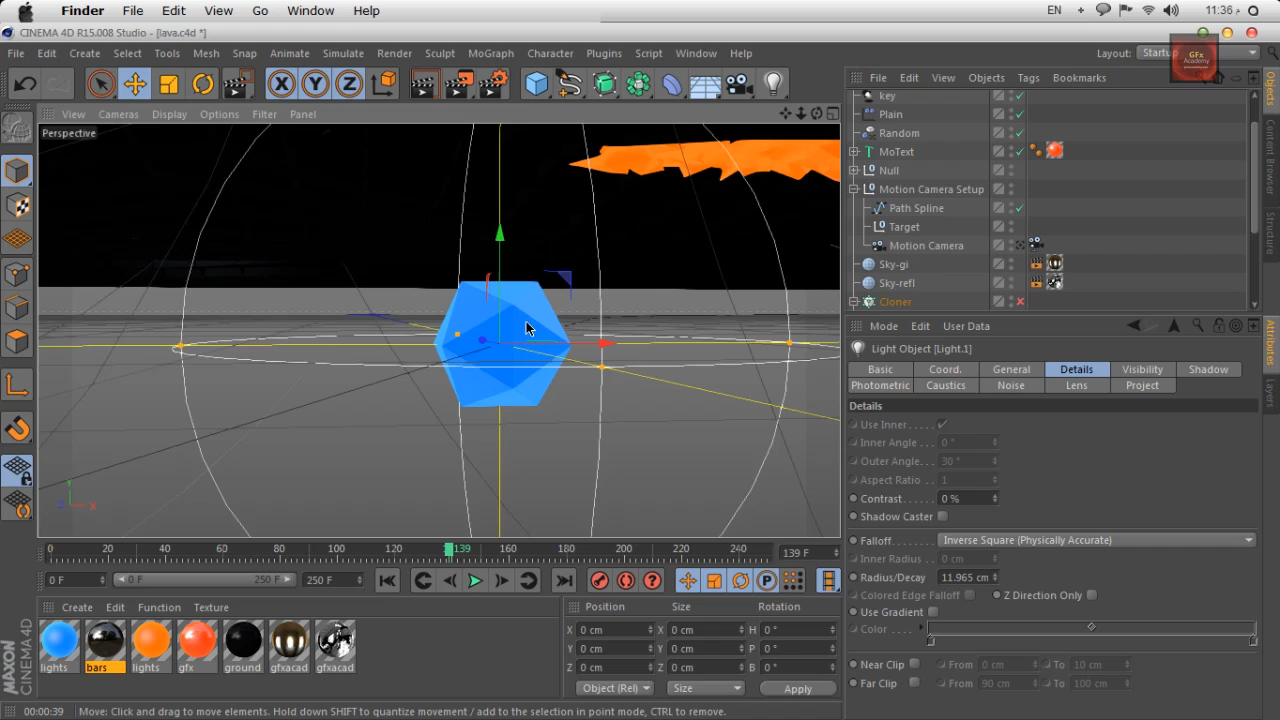 Finder File Edit View Go Window Help EN 11:36 م
CINEMA 4D R15.008 Studio - [lava.c4d *]
File Edit Create Select Tools Mesh Snap Animate Simulate Render Sculpt MoGraph Character Plugins Script Window Help Layout: Startup
GFx
Academy
X Y Z
View Cameras Display Options Filter Panel
Perspective
File Edit View Objects Tags Bookmarks
key
Plain
Random
MoText
Null
Motion Camera Setup
Path Spline
Target
Motion Camera
Sky-gi
Sky-refl
Cloner
Objects
Content Browser
Structure
Attributes
Layers
Mode Edit User Data
Light Object [Light.1]
Basic Coord. General Details Visibility Shadow
Photometric Caustics Noise Lens Project
Details
Use Inner . . . . . ✓
Inner Angle . . 0 °
Outer Angle. . 30 °
Aspect Ratio . 1
Contrast . . . . . 0 %
Shadow Caster
Falloff. . . Inverse Square (Physically Accurate)
Inner Radius . 0 cm
Radius/Decay 11.965 cm
Colored Edge Falloff Z Direction Only
Use Gradient
Color . . . .
Near Clip From 0 cm To 10 cm
Far Clip . From 90 cm To 100 cm
Y
Z X
0 20 40 60 80 100 120 139 160 180 200 220 240 139 F
0 F 0 F 250 F 250 F
P
Create Edit Function Texture
lights bars lights gfx ground gfxacad gfxacad
Position Size Rotation
X 0 cm X 0 cm H 0 °
Y 0 cm Y 0 cm P 0 °
Z 0 cm Z 0 cm B 0 °
Object (Rel) Size Apply
MAXON
CINEMA 4D
00:00:39 Move: Click and drag to move elements. Hold down SHIFT to quantize movement / add to the selection in point mode, CTRL to remove.